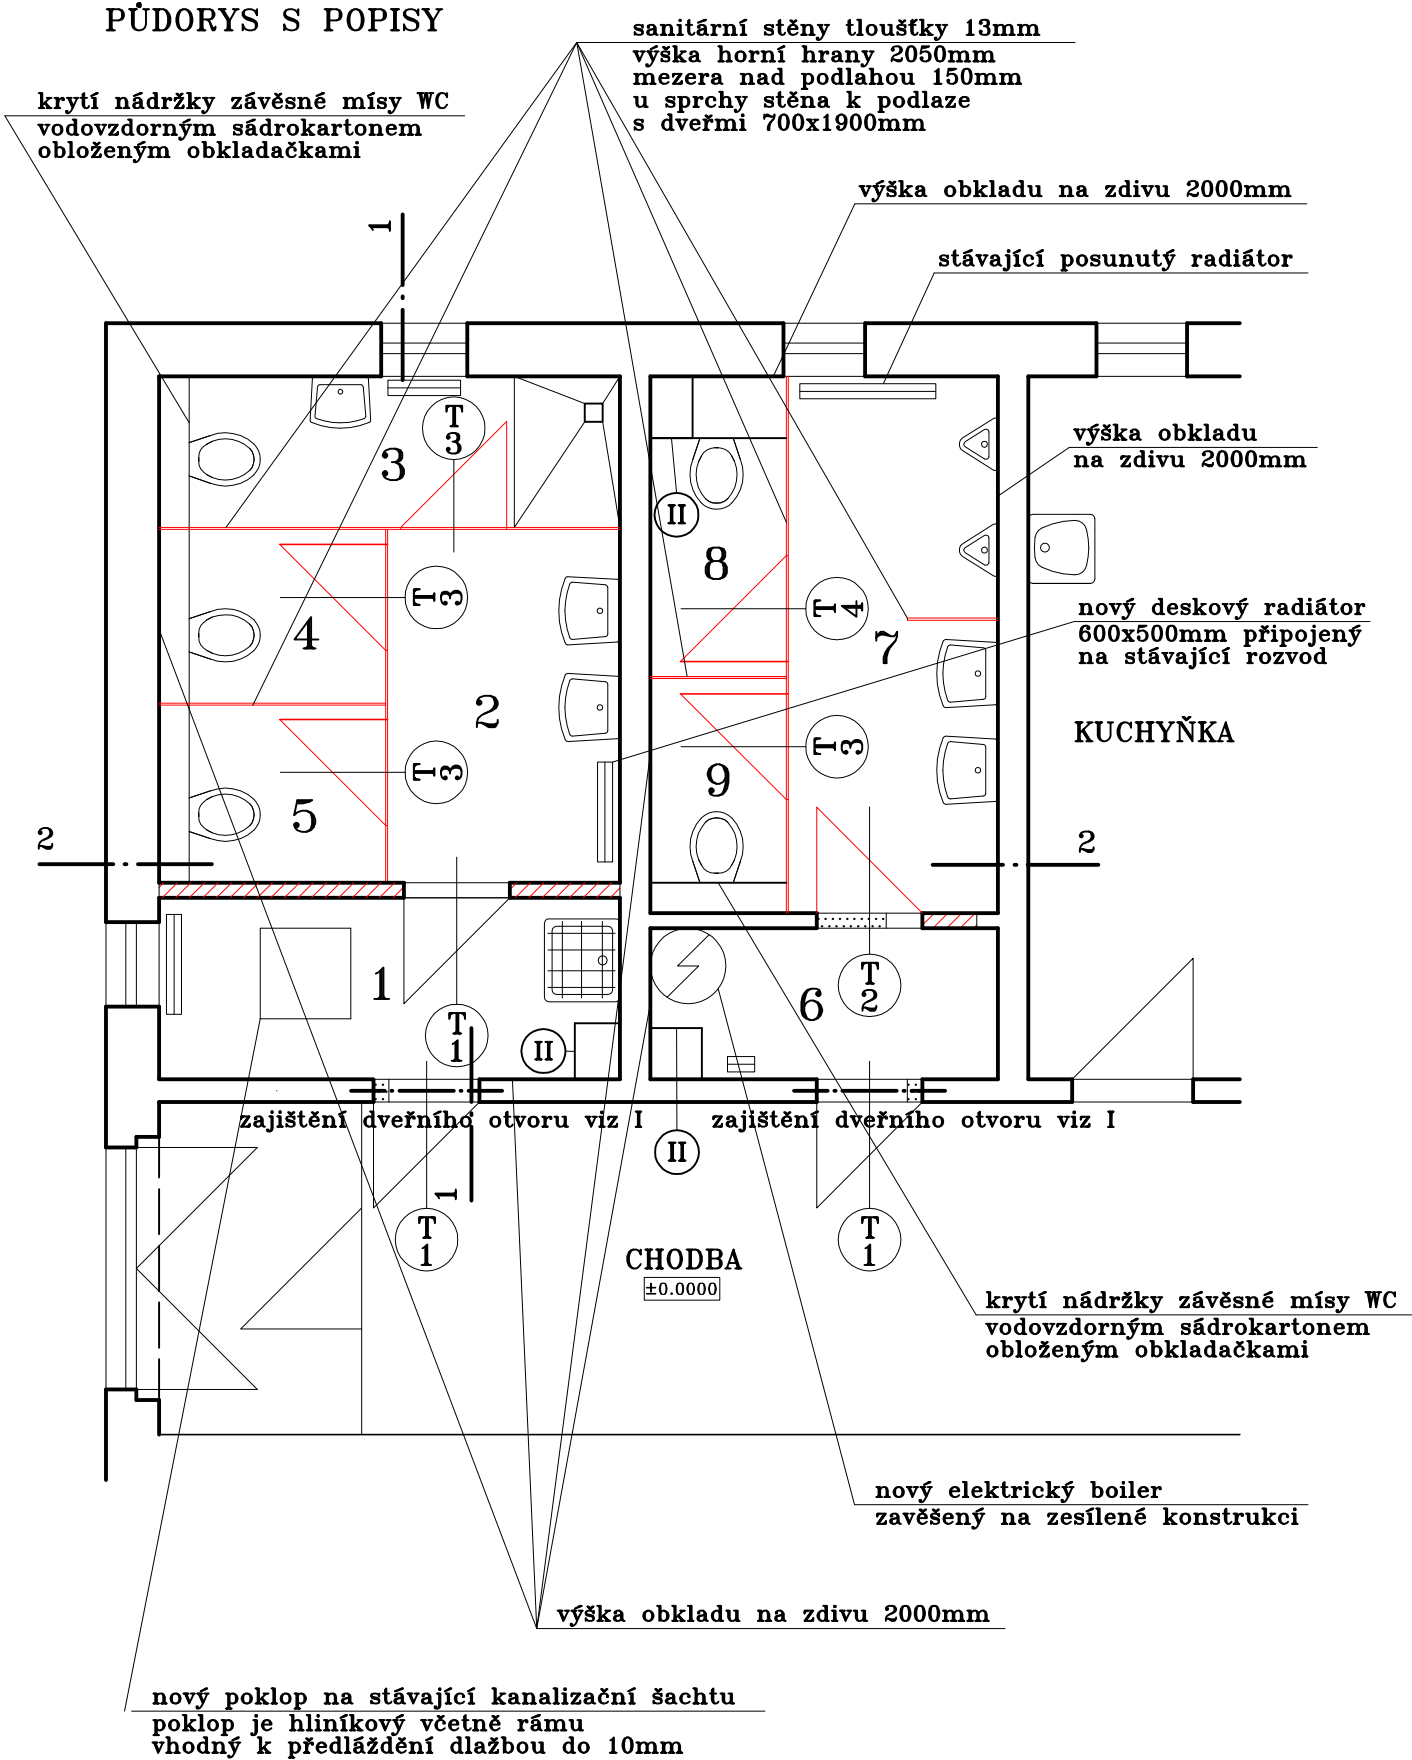 PŮDORYS S POPISY
sanitární stěny tloušťky 13mm
výška horní hrany 2050mm
mezera nad podlahou 150mm
u sprchy stěna k podlaze
s dveřmi 700x1900mm
krytí nádržky závěsné mísy WC
vodovzdorným sádrokartonem
obloženým obkladačkami
výška obkladu na zdivu 2000mm
1
stávající posunutý radiátor
T
3
3
výška obkladu
na zdivu 2000mm
II
8
T
3
4
T
4
nový deskový radiátor
600x500mm připojený
na stávající rozvod
7
2
KUCHYŇKA
T
3
T
3
9
5
2
2
1
T
2
6
T
1
II
zajištění dveřního otvoru viz I
zajištění dveřního otvoru viz I
II
1
T
1
T
1
CHODBA
±0.0000
krytí nádržky závěsné mísy WC
vodovzdorným sádrokartonem
obloženým obkladačkami
nový elektrický boiler
zavěšený na zesílené konstrukci
výška obkladu na zdivu 2000mm
nový poklop na stávající kanalizační šachtu
poklop je hliníkový včetně rámu
vhodný k předláždění dlažbou do 10mm